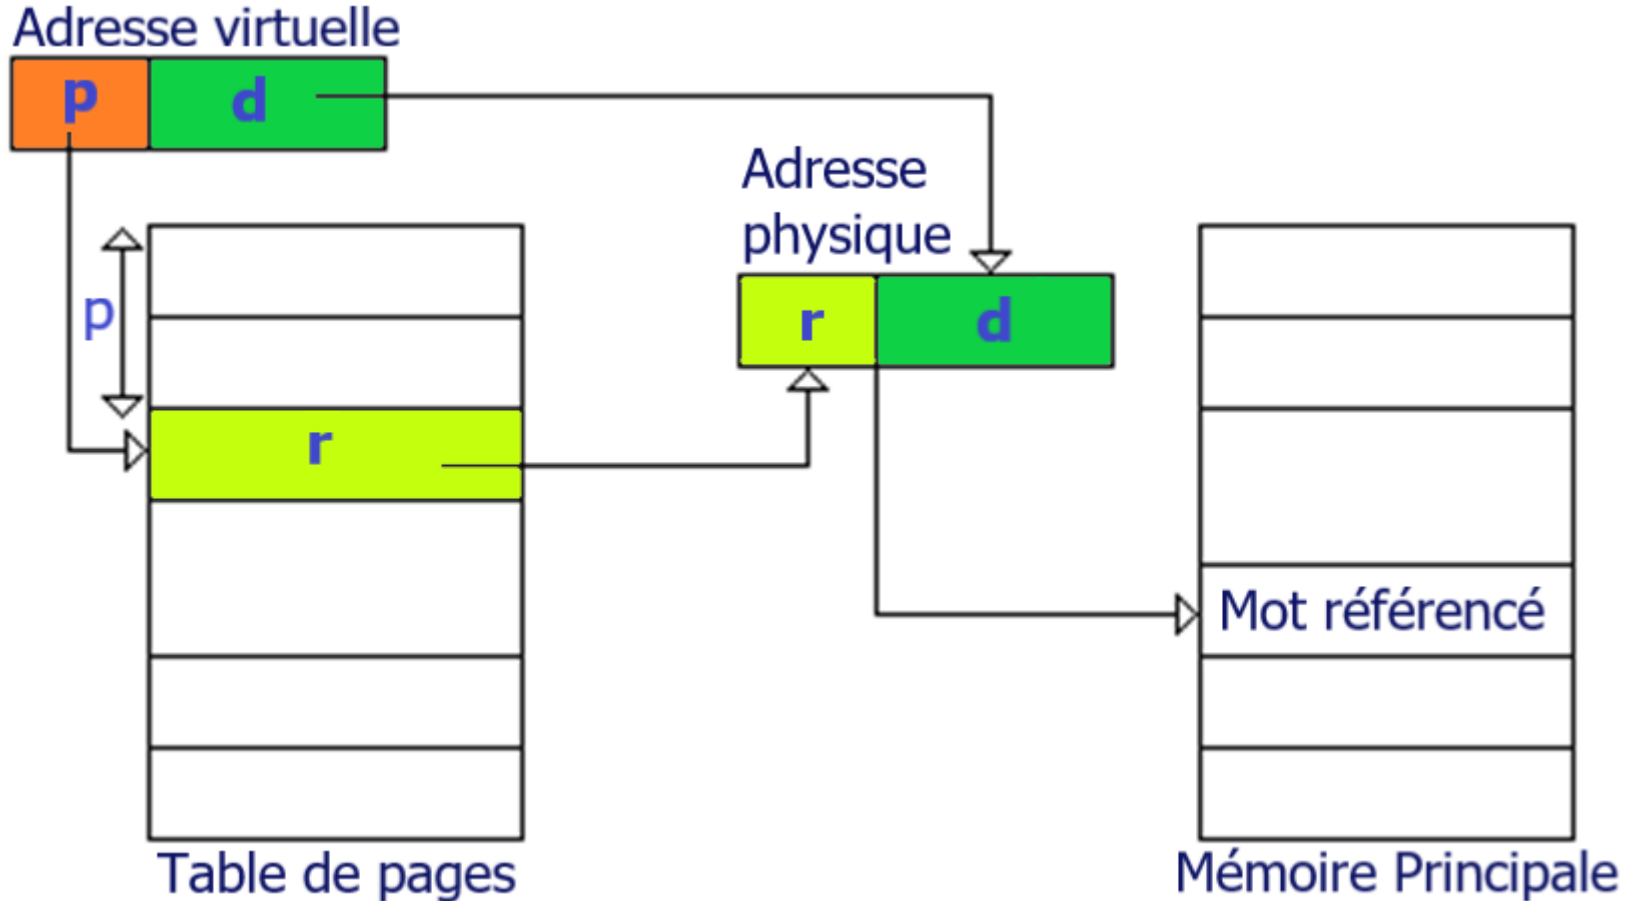 Adresse virtuelle
p
d
Adresse
physique
p
r
d
r
Mot référencé
Table de pages
Mémoire Principale